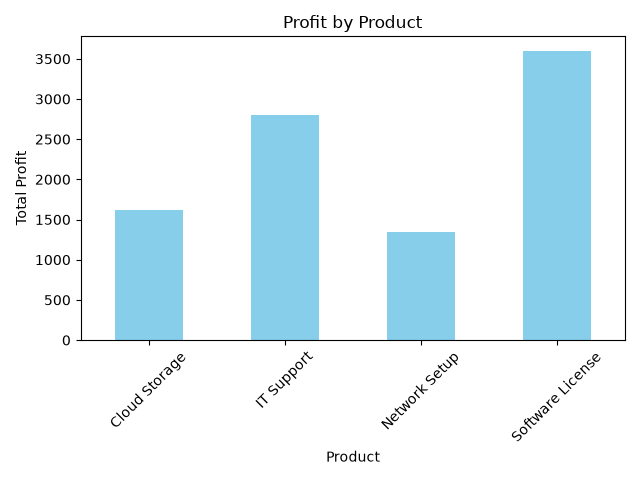 Profit by Product
Total Profit
3500
3000
2500
2000
1500
1000
500
0
Cloud Storage
IT Support
Network Setup
Software License
Product